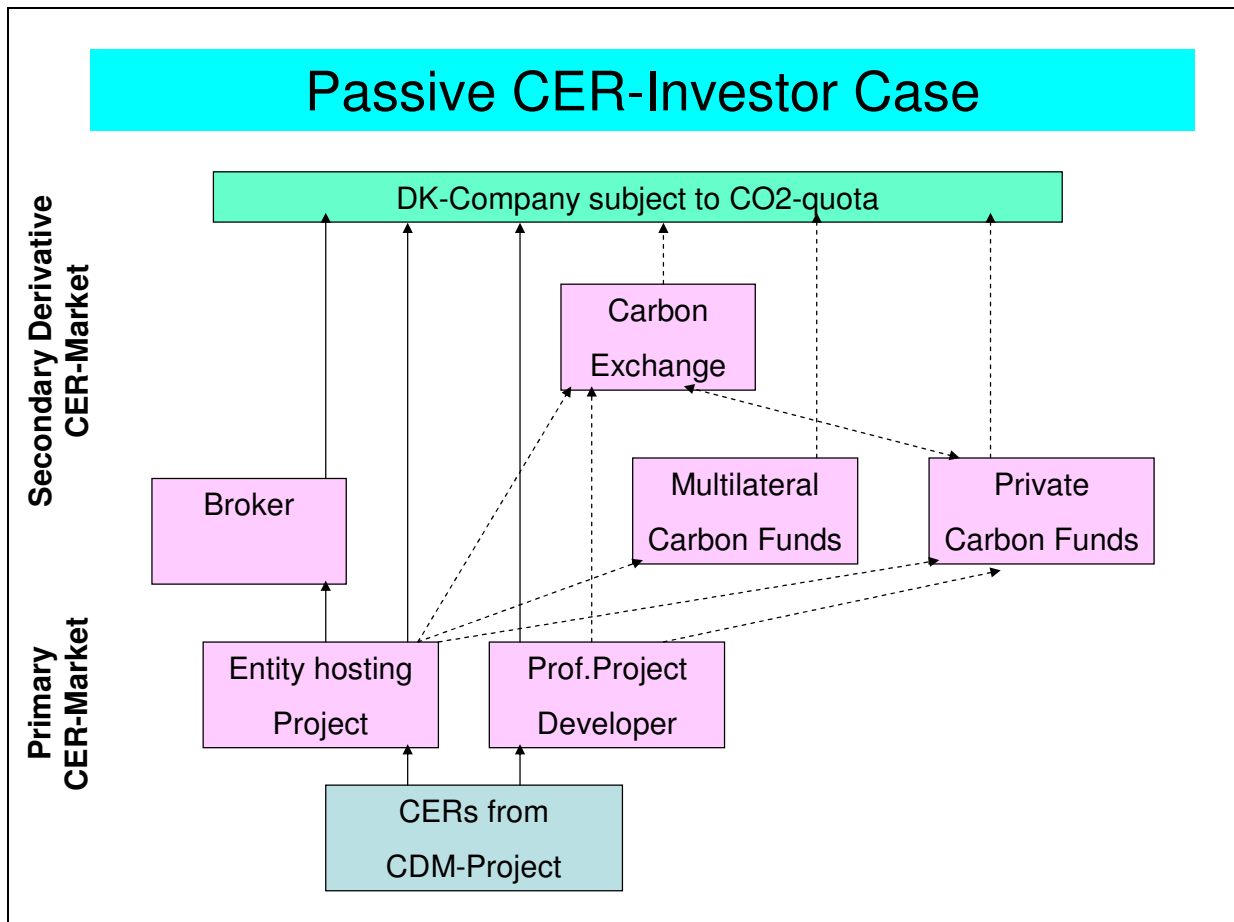 Passive CER-Investor Case
Secondary Derivative
CER-Market
DK-Company subject to CO2-quota
Carbon
Exchange
Broker
Multilateral
Carbon Funds
Private
Carbon Funds
Primary
CER-Market
Entity hosting
Project
Prof.Project
Developer
CERs from
CDM-Project